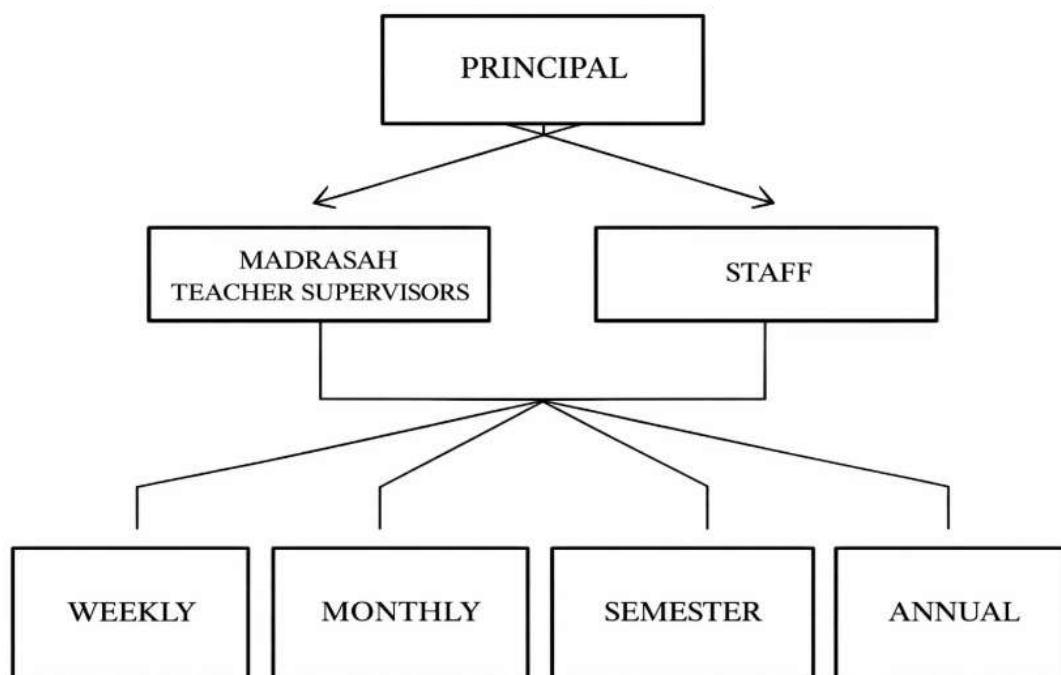 PRINCIPAL
MADRASAH
TEACHER SUPERVISORS
STAFF
WEEKLY
MONTHLY
SEMESTER
ANNUAL